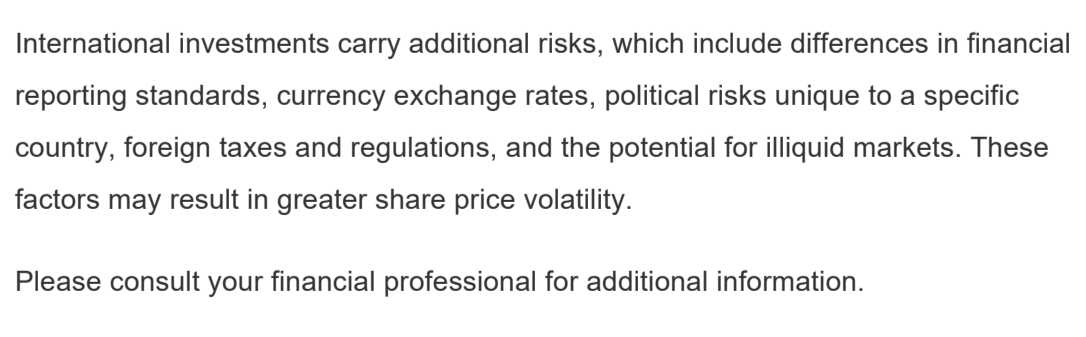 International investments carry additional risks, which include differences in financial
reporting standards, currency exchange rates, political risks unique to a specific
country, foreign taxes and regulations, and the potential for illiquid markets. These
factors may result in greater share price volatility.
Please consult your financial professional for additional information.